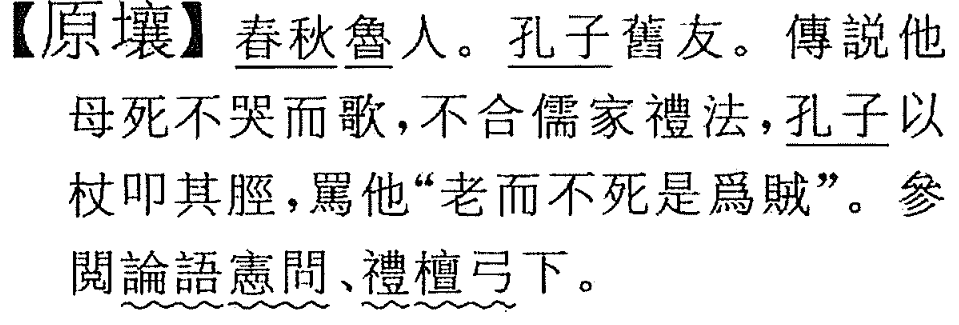 【原壤】春秋魯人。孔子舊友。傳説他
母死不哭而歌，不合儒家禮法，孔子以
杖叩其脛，罵他“老而不死是爲賊”。參
閲論語憲問、禮檀弓下。